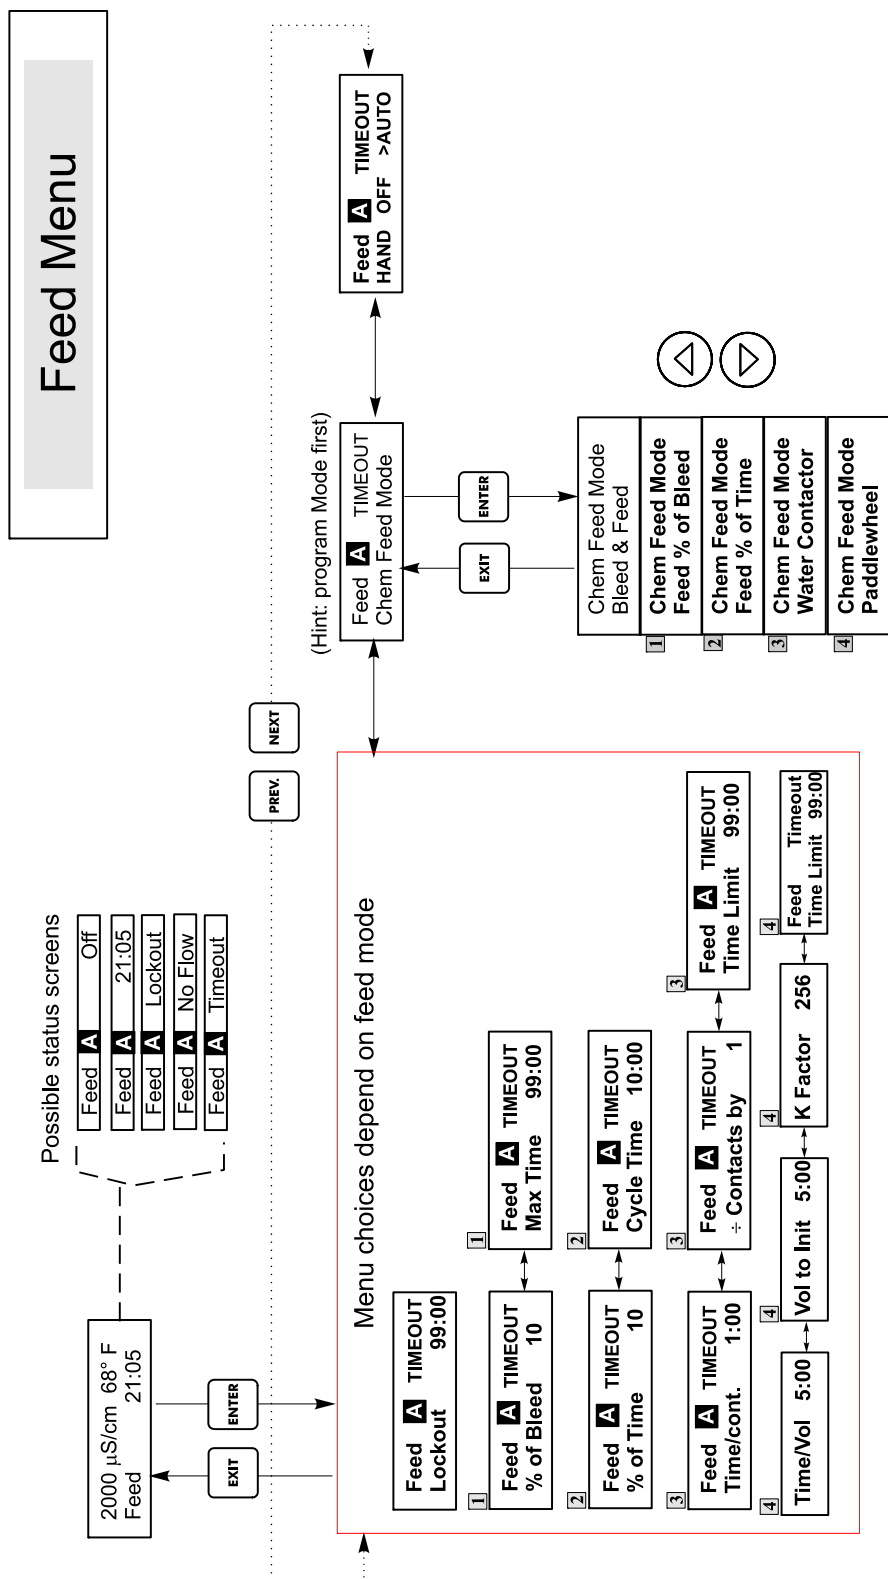 Feed Menu
Possible status screens
2000 μS/cm 68° F
Feed 21:05
Feed A Off
Feed A 21:05
Feed A Lockout
Feed A No Flow
Feed A Timeout
EXIT
ENTER
PREV.
NEXT
Menu choices depend on feed mode
Feed A TIMEOUT
Lockout 99:00
1
Feed A TIMEOUT
% of Bleed 10
1
Feed A TIMEOUT
Max Time 99:00
2
Feed A TIMEOUT
% of Time 10
2
Feed A TIMEOUT
Cycle Time 10:00
3
Feed A TIMEOUT
Time/cont. 1:00
3
Feed A TIMEOUT
÷ Contacts by 1
3
Feed A TIMEOUT
Time Limit 99:00
4
Time/Vol 5:00
4
Vol to Init 5:00
4
K Factor 256
4
Feed Timeout
Time Limit 99:00
(Hint: program Mode first)
Feed A TIMEOUT
Chem Feed Mode
Feed A TIMEOUT
HAND OFF >AUTO
EXIT
ENTER
Chem Feed Mode
Bleed & Feed
1
Chem Feed Mode
Feed % of Bleed
2
Chem Feed Mode
Feed % of Time
3
Chem Feed Mode
Water Contactor
4
Chem Feed Mode
Paddlewheel